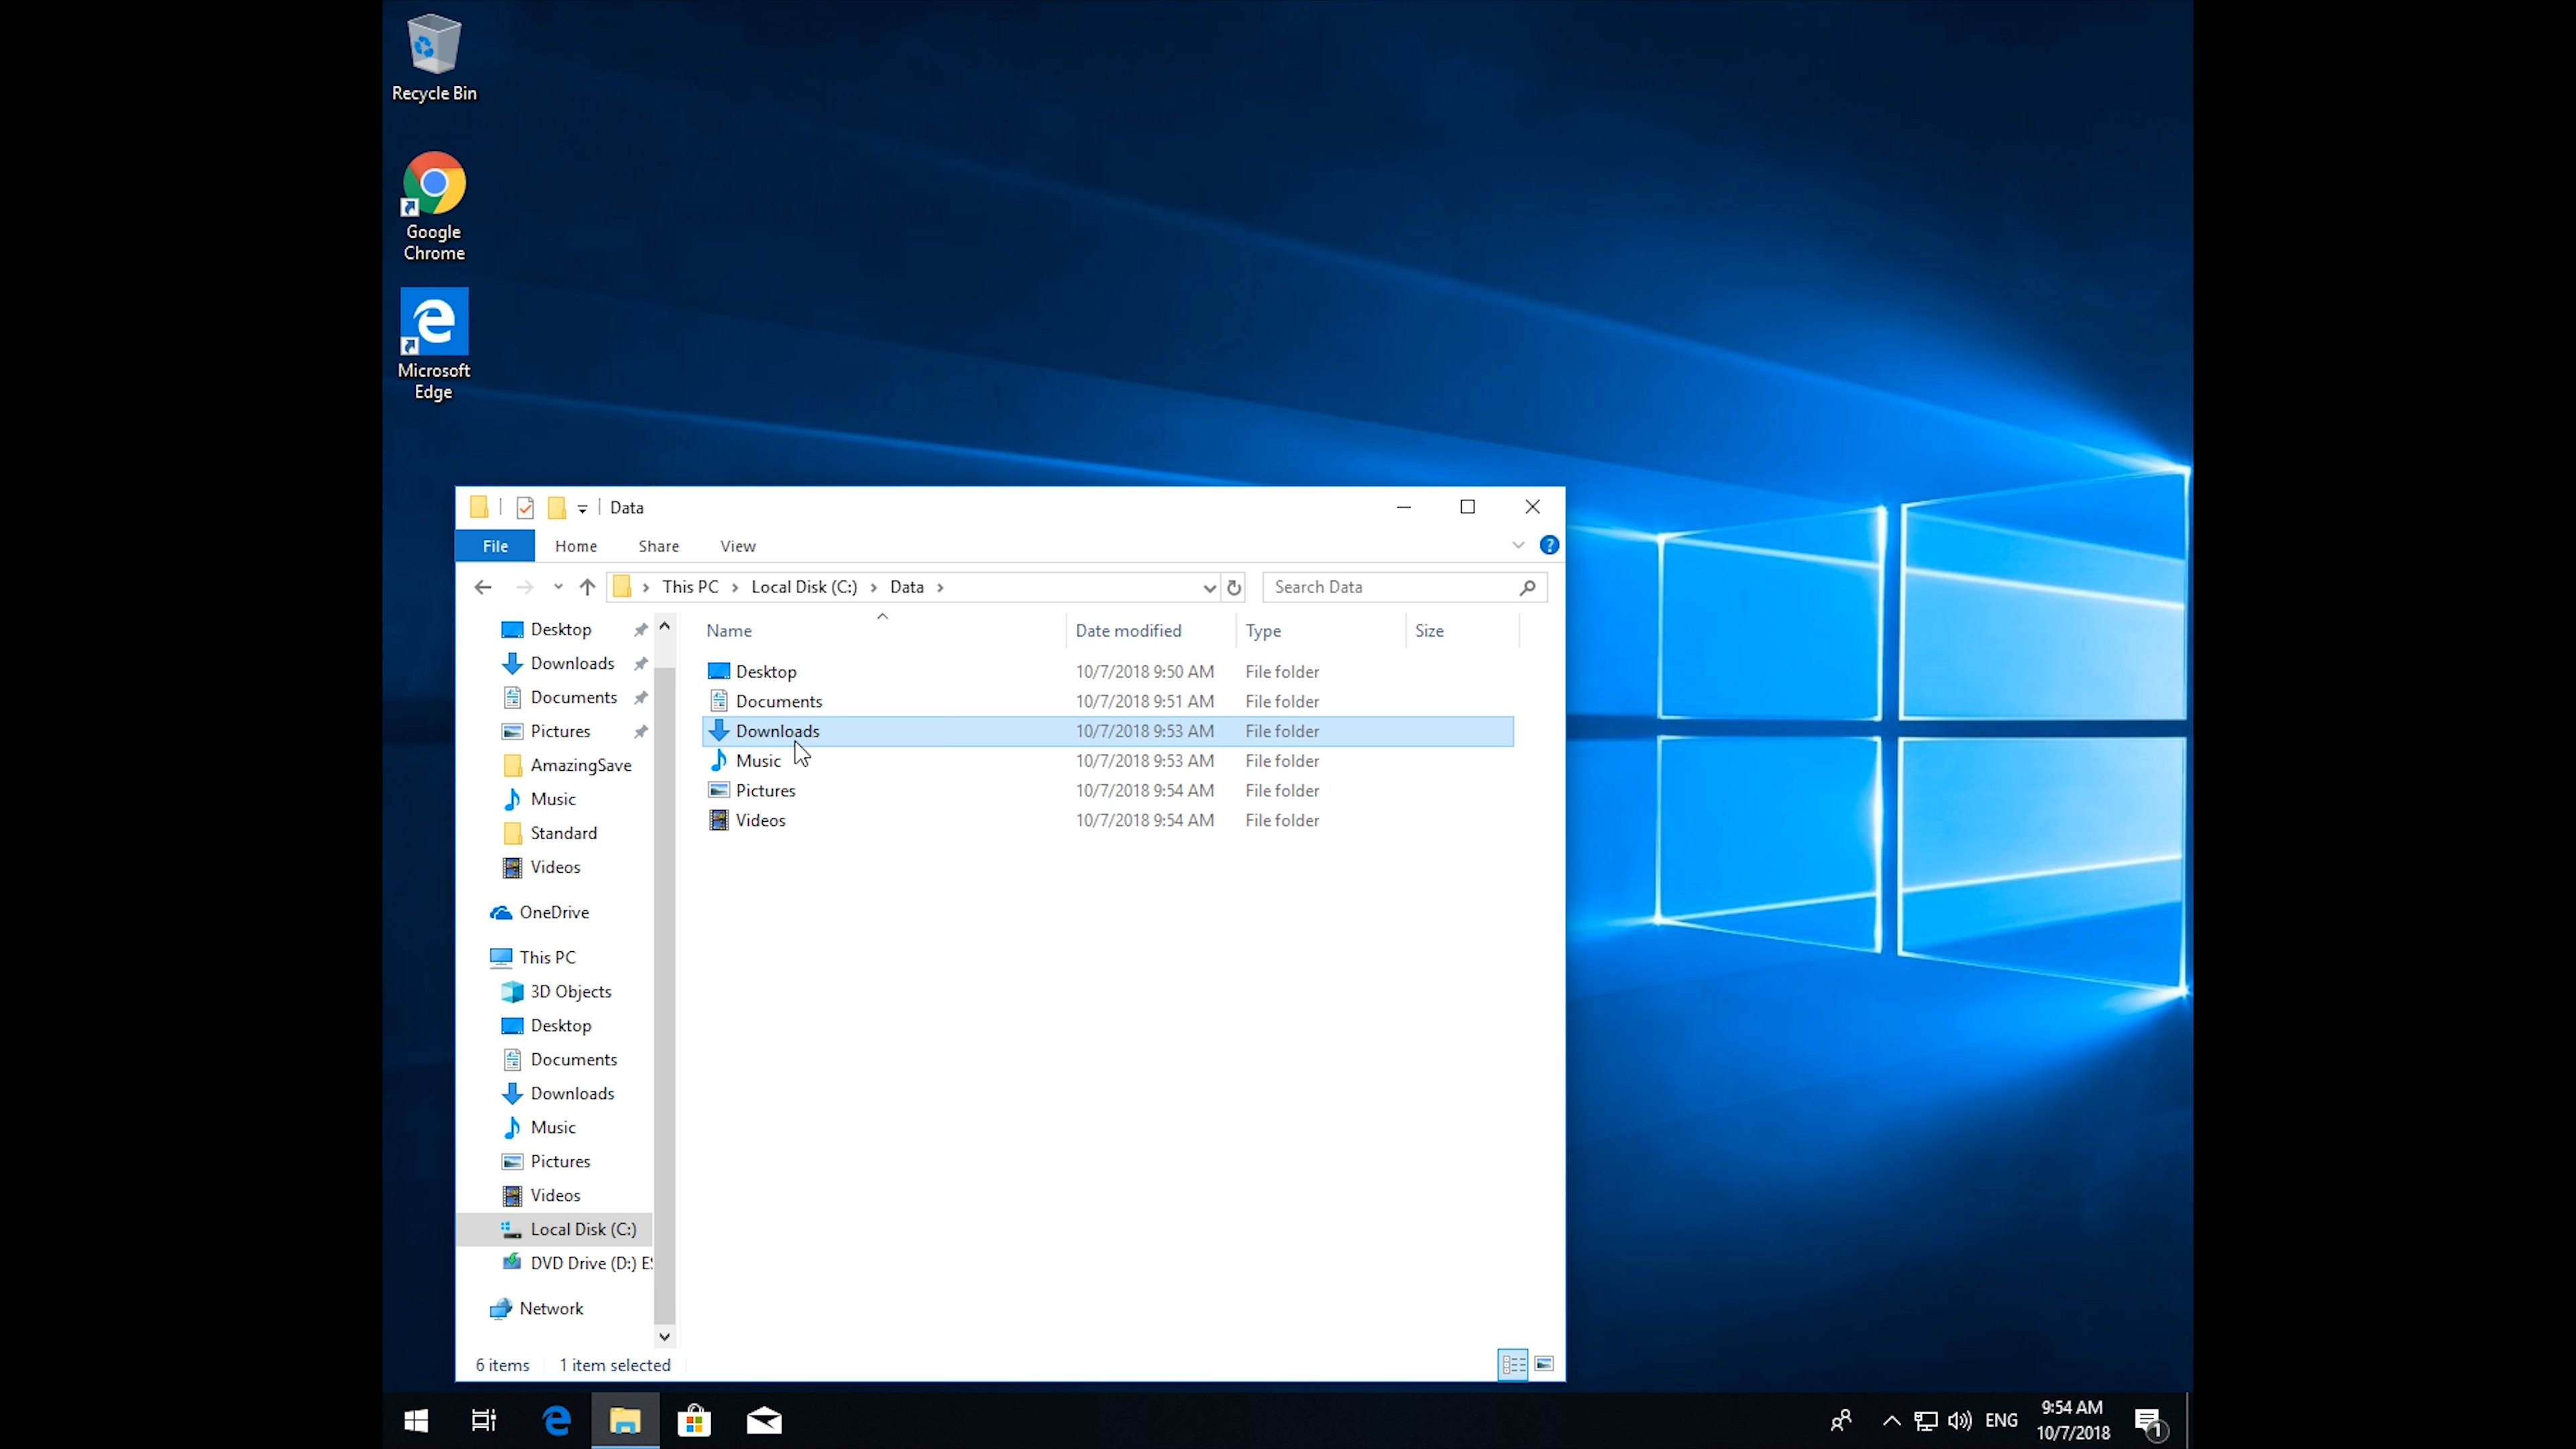 Recycle Bin
Google
Chrome
Microsoft
Edge
Data
File Home Share View
This PC Local Disk (C:) Data
Search Data
Desktop
Downloads
Documents
Pictures
AmazingSave
Music
Standard
Videos
OneDrive
This PC
3D Objects
Desktop
Documents
Downloads
Music
Pictures
Videos
Local Disk (C:)
DVD Drive (D:) E
Network
Name Date modified Type Size
Desktop 10/7/2018 9:50 AM File folder
Documents 10/7/2018 9:51 AM File folder
Downloads 10/7/2018 9:53 AM File folder
Music 10/7/2018 9:53 AM File folder
Pictures 10/7/2018 9:54 AM File folder
Videos 10/7/2018 9:54 AM File folder
6 items 1 item selected
ENG
9:54 AM
10/7/2018
1